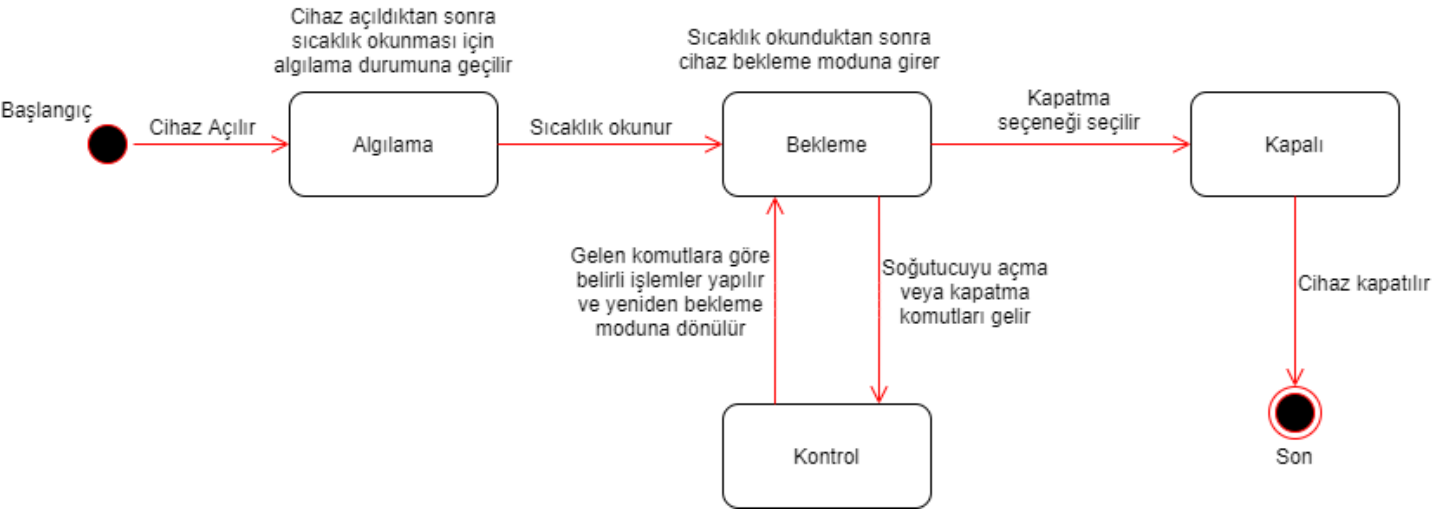 Cihaz açıldıktan sonra
sıcaklık okunması için
algılama durumuna geçilir
Sıcaklık okunduktan sonra
cihaz bekleme moduna girer
Başlangıç
Cihaz Açılır
Algılama
Sıcaklık okunur
Bekleme
Kapatma
seçeneği seçilir
Kapalı
Gelen komutlara göre
belirli işlemler yapılır
ve yeniden bekleme
moduna dönülür
Soğutucuyu açma
veya kapatma
komutları gelir
Cihaz kapatılır
Kontrol
Son